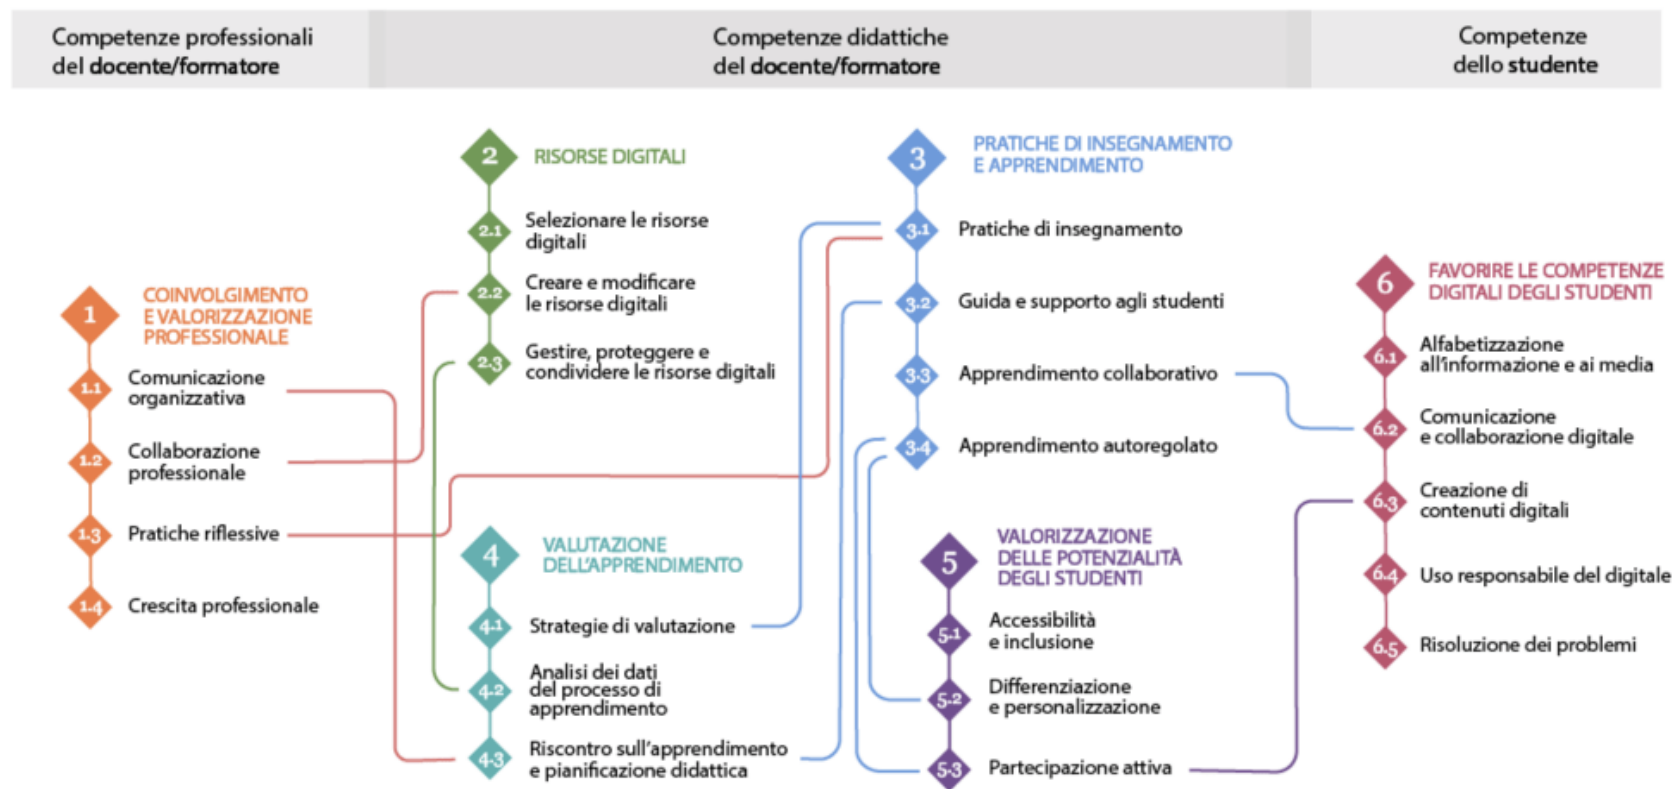 Competenze professionali
del docente/formatore
Competenze didattiche
del docente/formatore
Competenze
dello studente
1
COINVOLGIMENTO
E VALORIZZAZIONE
PROFESSIONALE
1.1
Comunicazione
organizzativa
1.2
Collaborazione
professionale
1.3
Pratiche riflessive
1.4
Crescita professionale
2
RISORSE DIGITALI
2.1
Selezionare le risorse
digitali
2.2
Creare e modificare
le risorse digitali
2.3
Gestire, proteggere e
condividere le risorse digitali
3
PRATICHE DI INSEGNAMENTO
E APPRENDIMENTO
3.1
Pratiche di insegnamento
3.2
Guida e supporto agli studenti
3.3
Apprendimento collaborativo
3.4
Apprendimento autoregolato
4
VALUTAZIONE
DELL'APPRENDIMENTO
4.1
Strategie di valutazione
4.2
Analisi dei dati
del processo di
apprendimento
4.3
Riscontro sull'apprendimento
e pianificazione didattica
5
VALORIZZAZIONE
DELLE POTENZIALITÀ
DEGLI STUDENTI
5.1
Accessibilità
e inclusione
5.2
Differenziazione
e personalizzazione
5.3
Partecipazione attiva
6
FAVORIRE LE COMPETENZE
DIGITALI DEGLI STUDENTI
6.1
Alfabetizzazione
all'informazione e ai media
6.2
Comunicazione
e collaborazione digitale
6.3
Creazione di
contenuti digitali
6.4
Uso responsabile del digitale
6.5
Risoluzione dei problemi